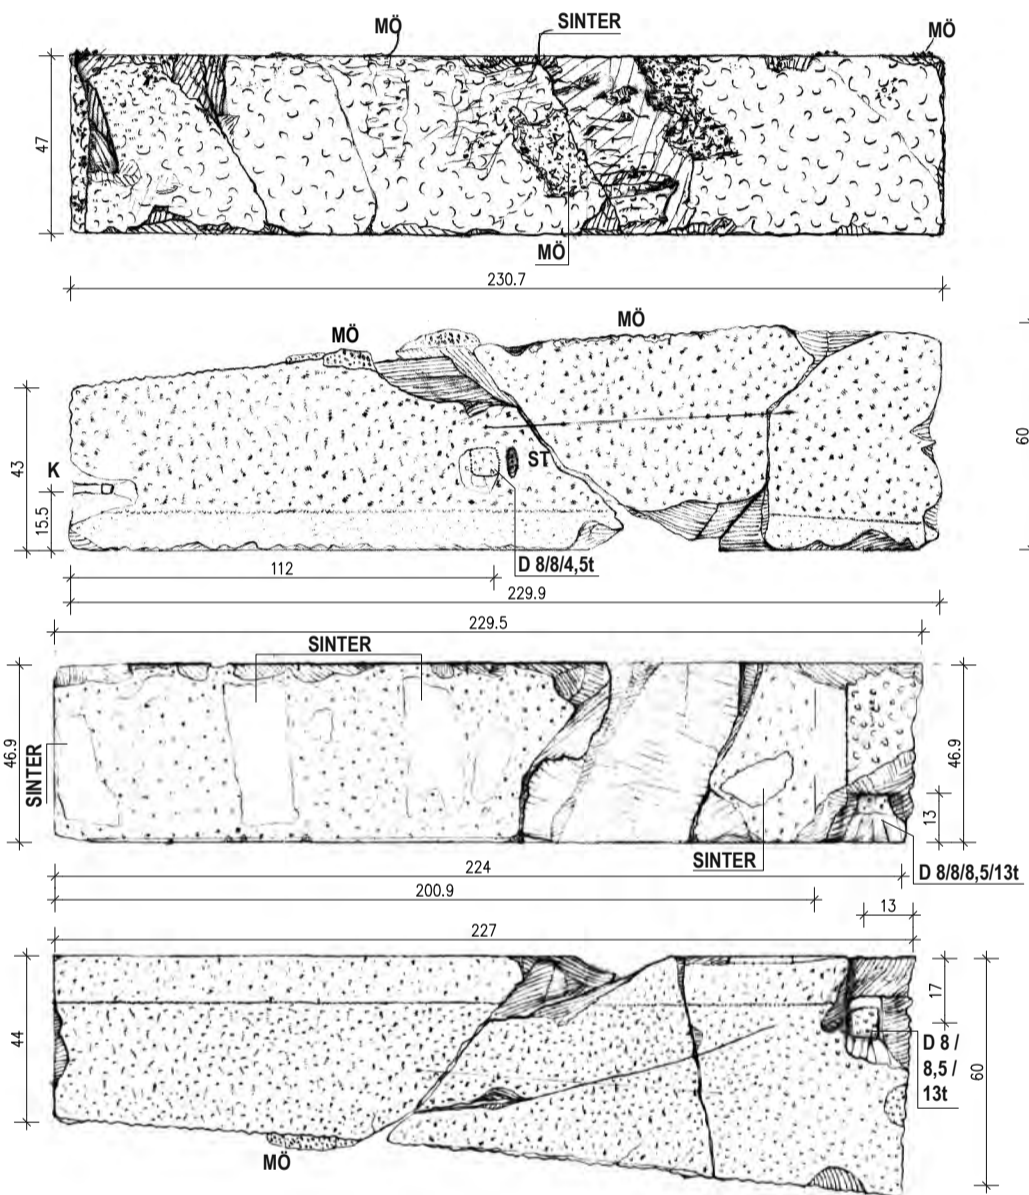 MÖ
SINTER
MÖ
47
MÖ
230.7
MÖ
MÖ
43
K
15.5
ST
60
D 8/8/4,5t
112
229.9
229.5
SINTER
46.9
SINTER
46.9
13
SINTER
D 8/8/8,5/13t
224
200.9
13
227
44
17
D 8 /
8,5 /
13t
60
MÖ